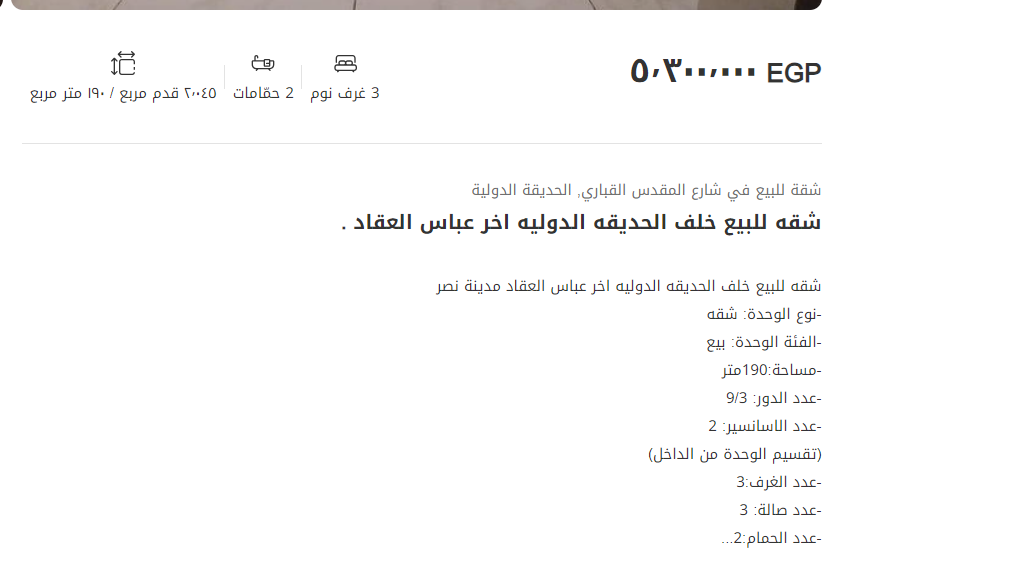 EGP ٥٬٣٠٠٬٠٠٠
3 غرف نوم
2 حمّامات
٢٬٠٤٥ قدم مربع / ١٩٠ متر مربع
شقة للبيع في شارع المقدس القباري, الحديقة الدولية
شقه للبيع خلف الحديقه الدوليه اخر عباس العقاد .
شقه للبيع خلف الحديقه الدوليه اخر عباس العقاد مدينة نصر
-نوع الوحدة: شقه
-الفئة الوحدة: بيع
-مساحة:190متر
-عدد الدور: 9/3
-عدد الاسانسير: 2
(تقسيم الوحدة من الداخل)
-عدد الغرف:3
-عدد صالة: 3
-عدد الحمام:2...